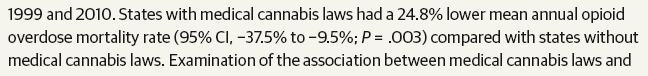 1999 and 2010. States with medical cannabis laws had a 24.8% lower mean annual opioid
overdose mortality rate (95% CI, −37.5% to −9.5%; P = .003) compared with states without
medical cannabis laws. Examination of the association between medical cannabis laws and